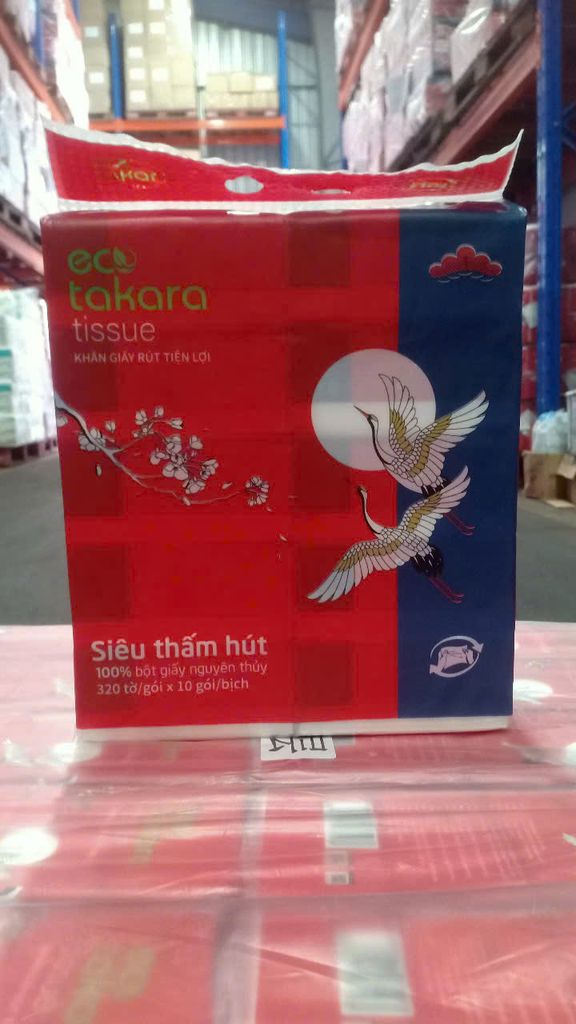 eco
takara
tissue
KHĂN GIẤY RÚT TIỆN LỢI
Siêu thấm hút
100% bột giấy nguyên thủy
320 tờ/gói x 10 gói/bịch